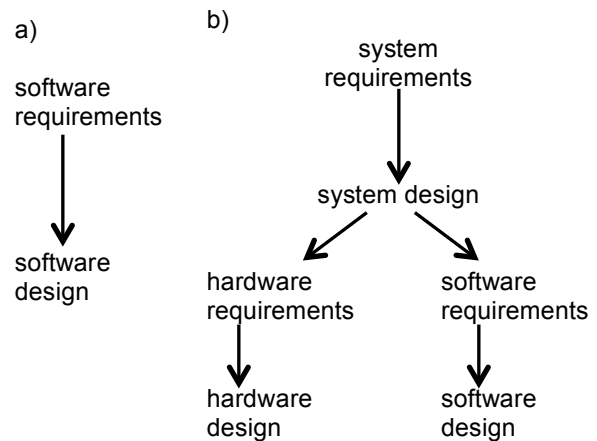 a)
software
requirements
software
design
b)
system
requirements
system design
hardware
requirements
software
requirements
hardware
design
software
design